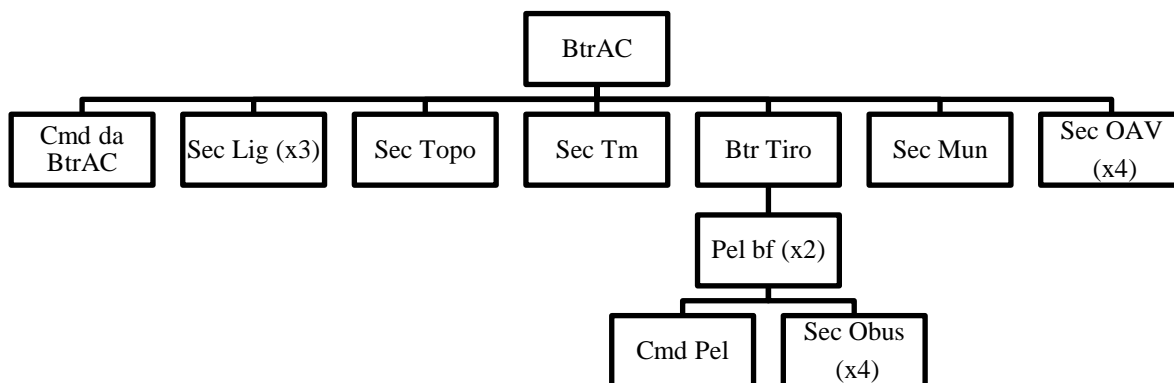 BtrAC
Cmd da
BtrAC
Sec Lig (x3)
Sec Topo
Sec Tm
Btr Tiro
Sec Mun
Sec OAV
(x4)
Pel bf (x2)
Cmd Pel
Sec Obus
(x4)